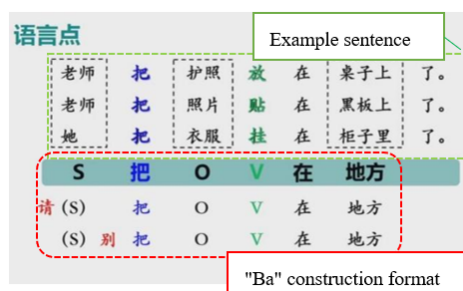 语言点
Example sentence
老师 把 护照 放 在 桌子上 了。
老师 把 照片 贴 在 黑板上 了。
她 把 衣服 挂 在 柜子里 了。
S 把 O V 在 地方
请 (S) 把 O V 在 地方
(S) 别 把 O V 在 地方
"Ba" construction format